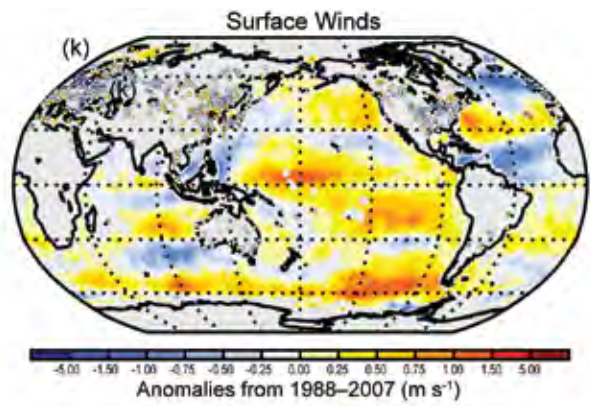 Surface Winds
(k)
(k)
-5.00 -1.50 -1.00 -0.75 -0.50 -0.25 0.00 0.25 0.50 0.75 1.00 1.50 5.00
Anomalies from 1988–2007 (m s⁻¹)